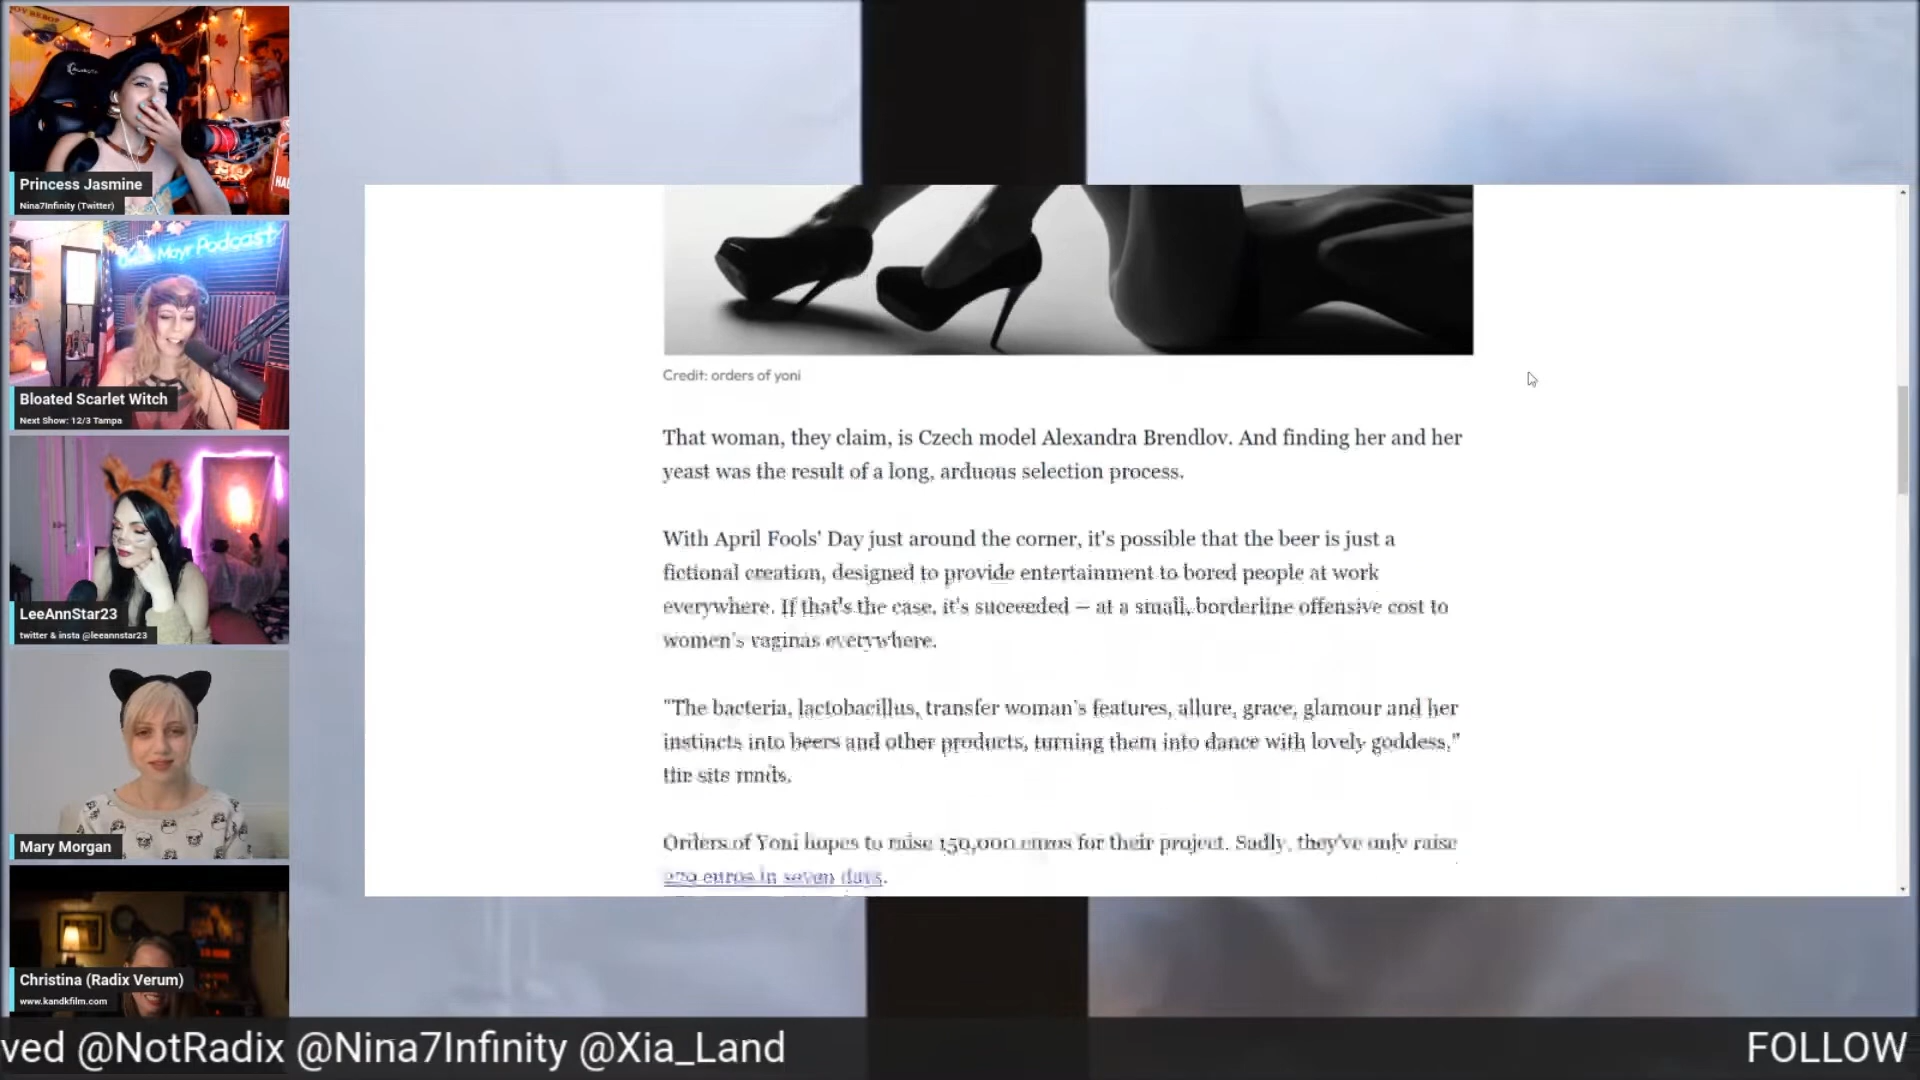 Princess Jasmine
Nina7Infinity (Twitter)
Mayr Podcast
Bloated Scarlet Witch
Next Show: 12/3 Tampa
LeeAnnStar23
twitter & insta @leeannstar23
Mary Morgan
Christina (Radix Verum)
www.kandkfilm.com
Credit: orders of yoni
That woman, they claim, is Czech model Alexandra Brendlov. And finding her and her
yeast was the result of a long, arduous selection process.
With April Fools' Day just around the corner, it's possible that the beer is just a
fictional creation, designed to provide entertainment to bored people at work
everywhere. If that's the case, it's succeeded — at a small, borderline offensive cost to
women's vaginas everywhere.
"The bacteria, lactobacillus, transfer woman's features, allure, grace, glamour and her
instincts into beers and other products, turning them into dance with lovely goddess,"
the site reads.
Orders of Yoni hopes to raise 150,000 euros for their project. Sadly, they've only raise
euros in seven days.
ved @NotRadix @Nina7Infinity @Xia_Land
FOLLOW